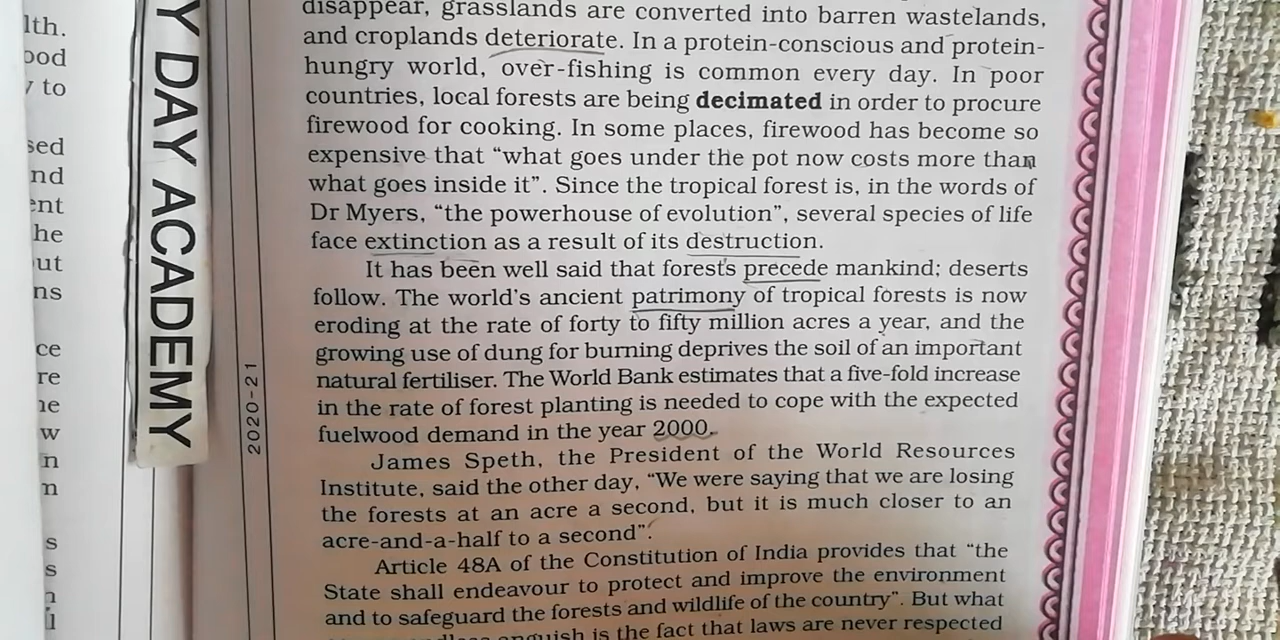 lth.
ood
to
sed
nd
ent
he
ut
ns
ce
re
ne
w
n
n
s
s
Y DAY ACADEMY
2020-21
disappear, grasslands are converted into barren wastelands,
and croplands deteriorate. In a protein-conscious and protein-
hungry world, over-fishing is common every day. In poor
countries, local forests are being decimated in order to procure
firewood for cooking. In some places, firewood has become so
expensive that “what goes under the pot now costs more than
what goes inside it”. Since the tropical forest is, in the words of
Dr Myers, “the powerhouse of evolution”, several species of life
face extinction as a result of its destruction.
It has been well said that forests precede mankind; deserts
follow. The world's ancient patrimony of tropical forests is now
eroding at the rate of forty to fifty million acres a year, and the
growing use of dung for burning deprives the soil of an important
natural fertiliser. The World Bank estimates that a five-fold increase
in the rate of forest planting is needed to cope with the expected
fuelwood demand in the year 2000.
James Speth, the President of the World Resources
Institute, said the other day, “We were saying that we are losing
the forests at an acre a second, but it is much closer to an
acre-and-a-half to a second”.
Article 48A of the Constitution of India provides that “the
State shall endeavour to protect and improve the environment
and to safeguard the forests and wildlife of the country”. But what
anguish is the fact that laws are never respected